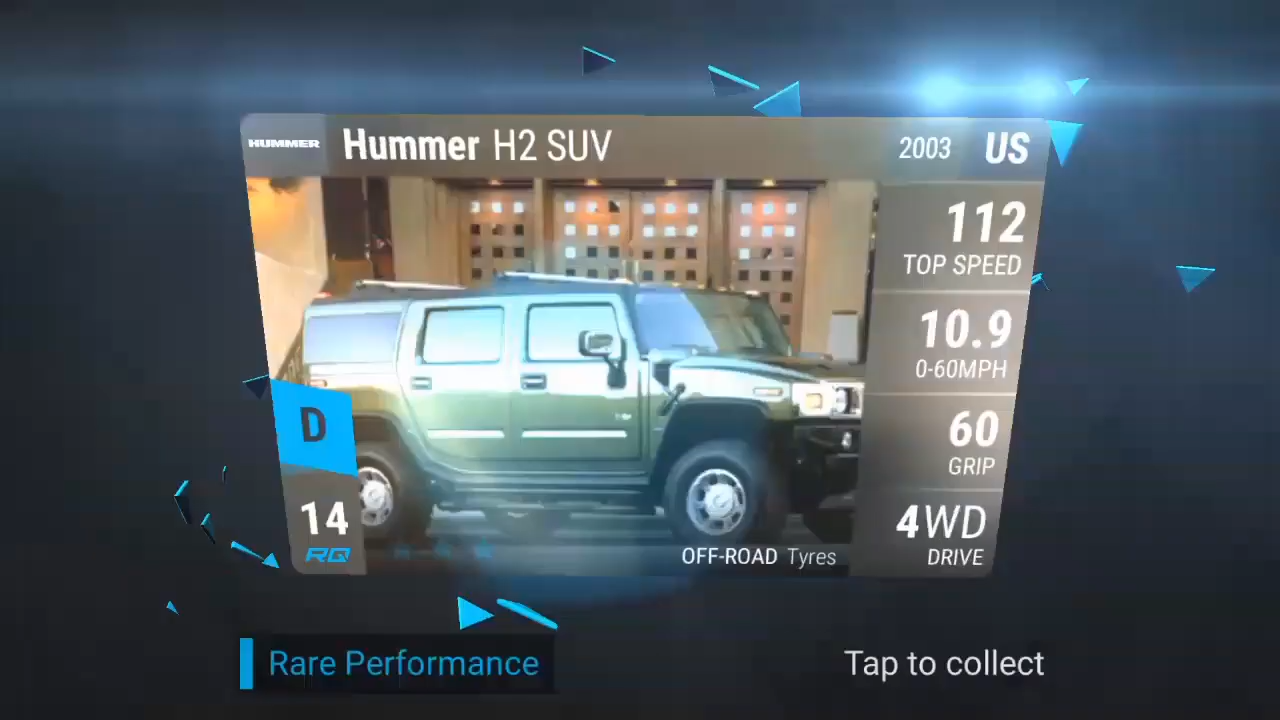 HUMMER
Hummer H2 SUV
2003 US
112
TOP SPEED
10.9
0-60MPH
60
GRIP
4WD
DRIVE
D
14
RQ
OFF-ROAD Tyres
Rare Performance
Tap to collect